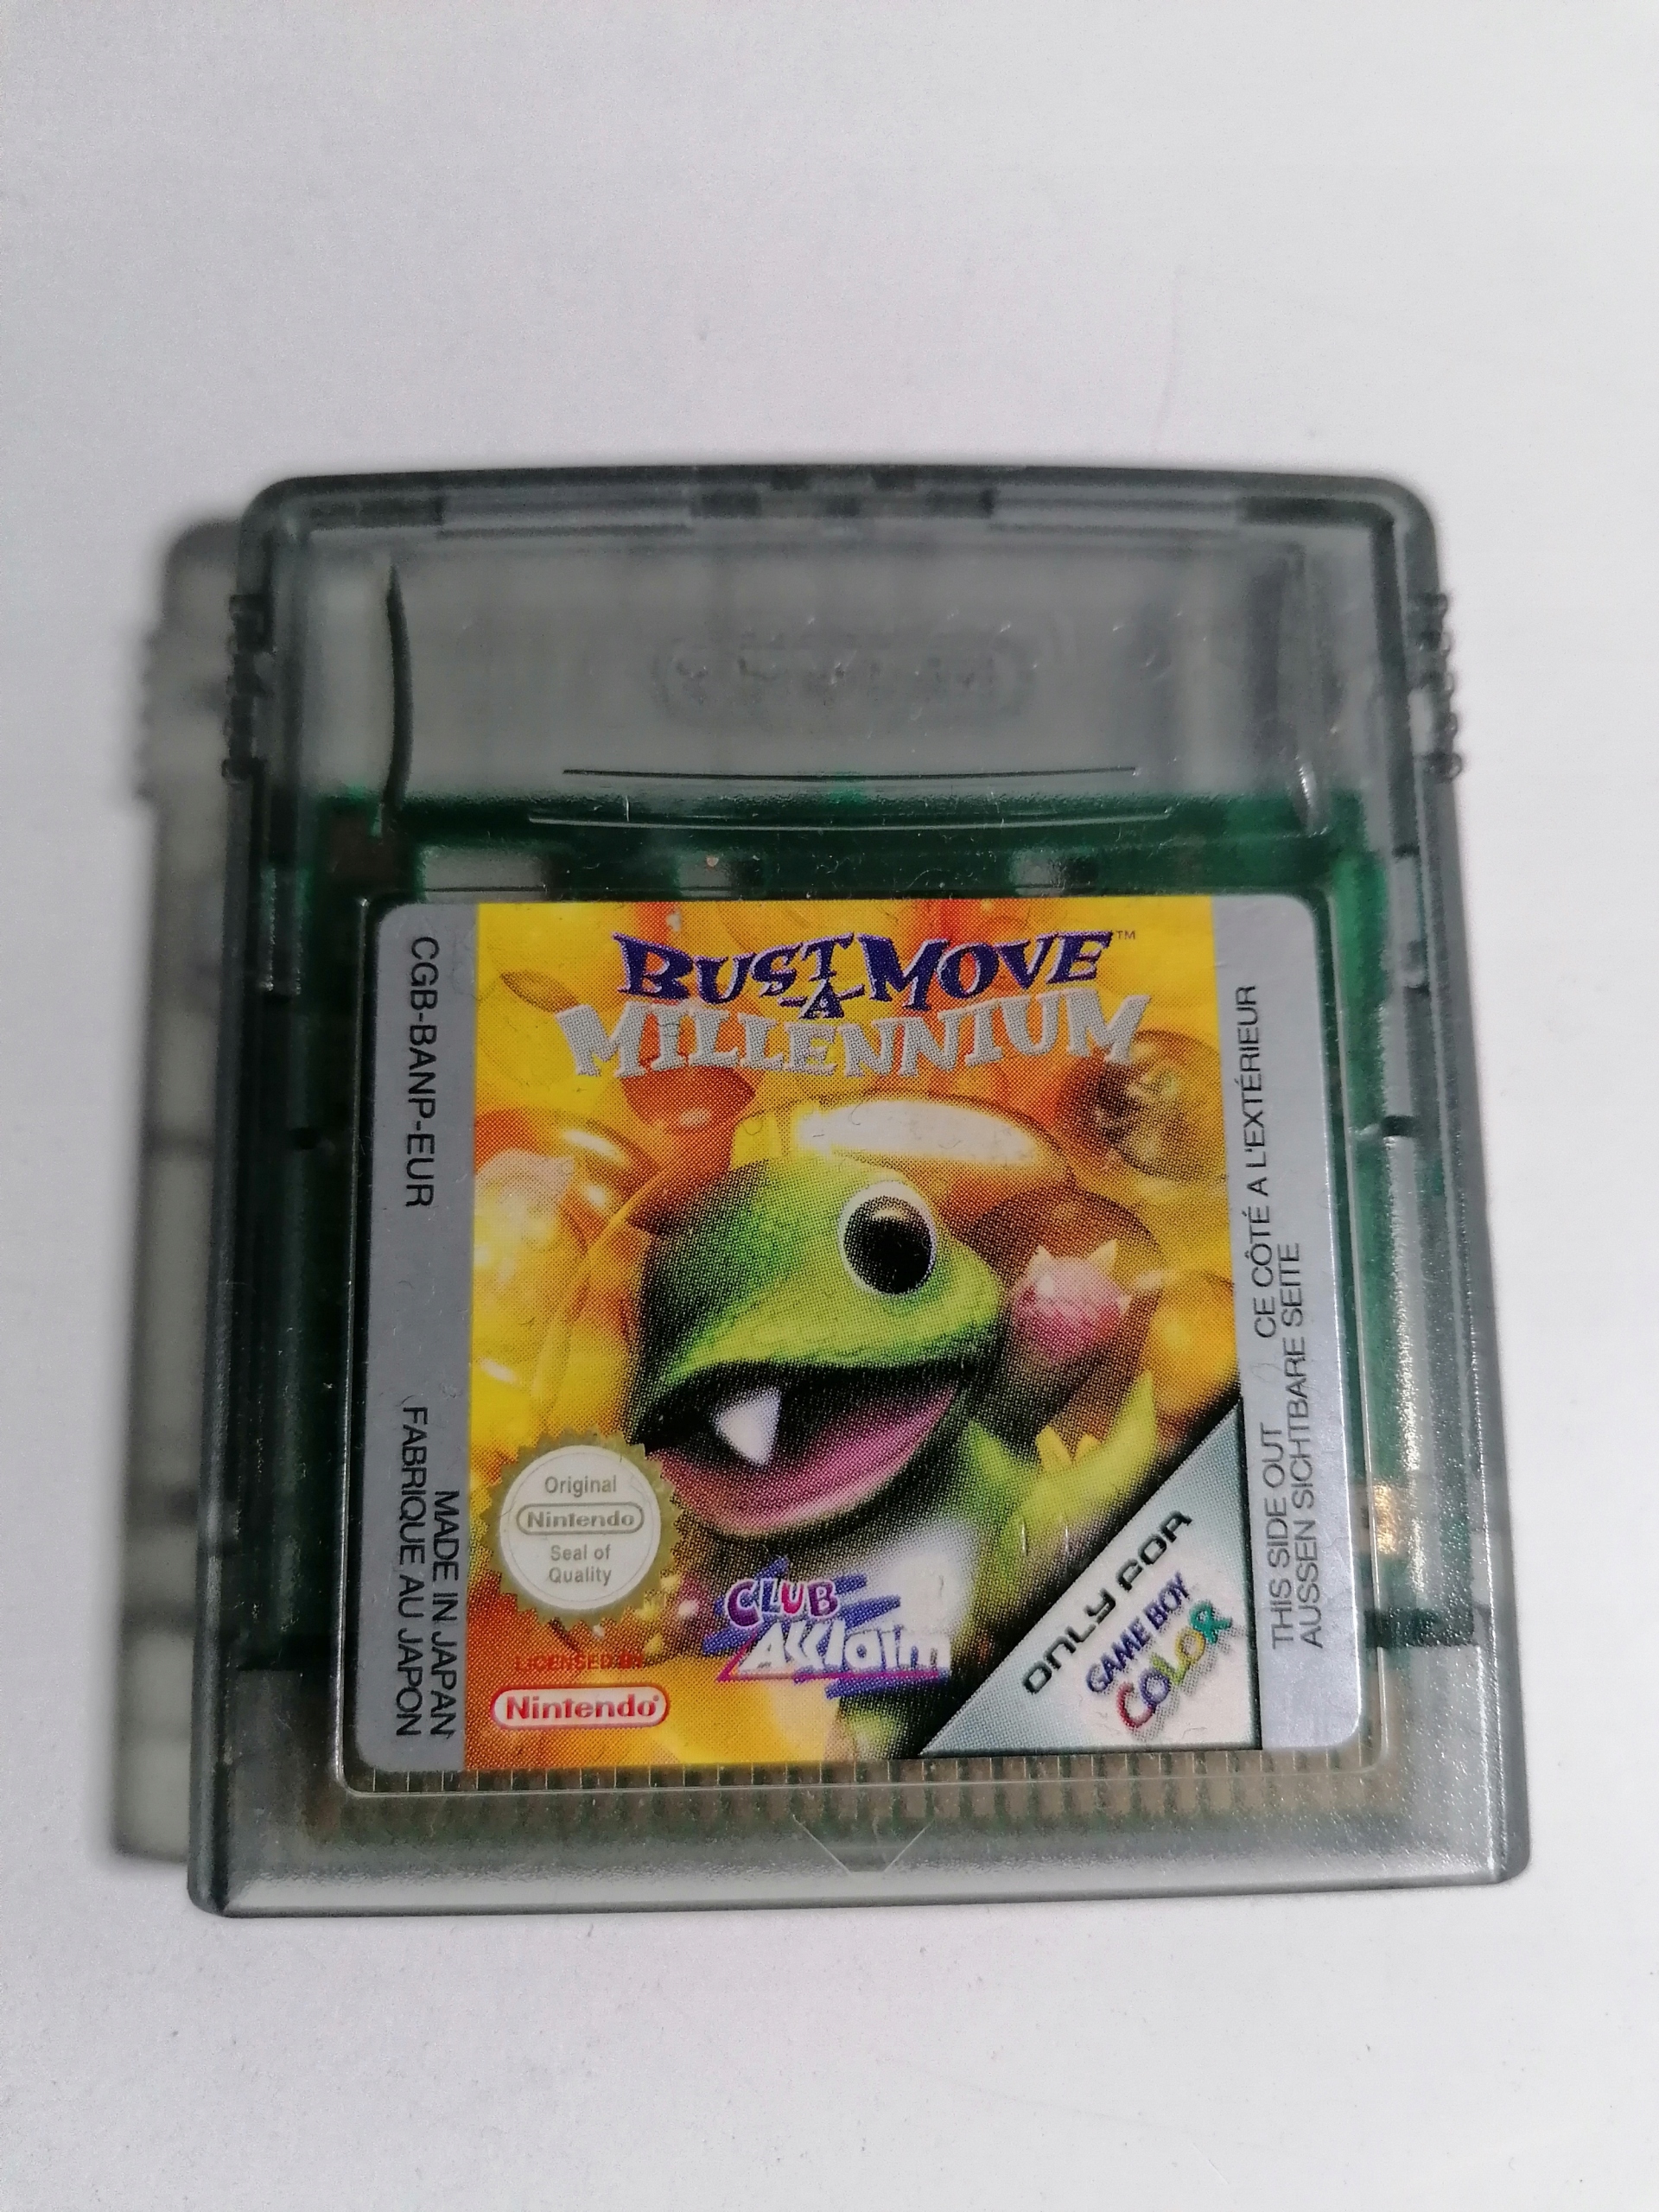 BUST A MOVE™
MILLENNIUM
CGB-BANP-EUR
MADE IN JAPAN
FABRIQUE AU JAPON
Original
Nintendo
Seal of
Quality
LICENSED BY
Nintendo®
CLUB
Acclaim
ONLY FOR
GAME BOY
COLOR
THIS SIDE OUT CE CÔTÉ A L'EXTÉRIEUR
AUSSEN SICHTBARE SEITE